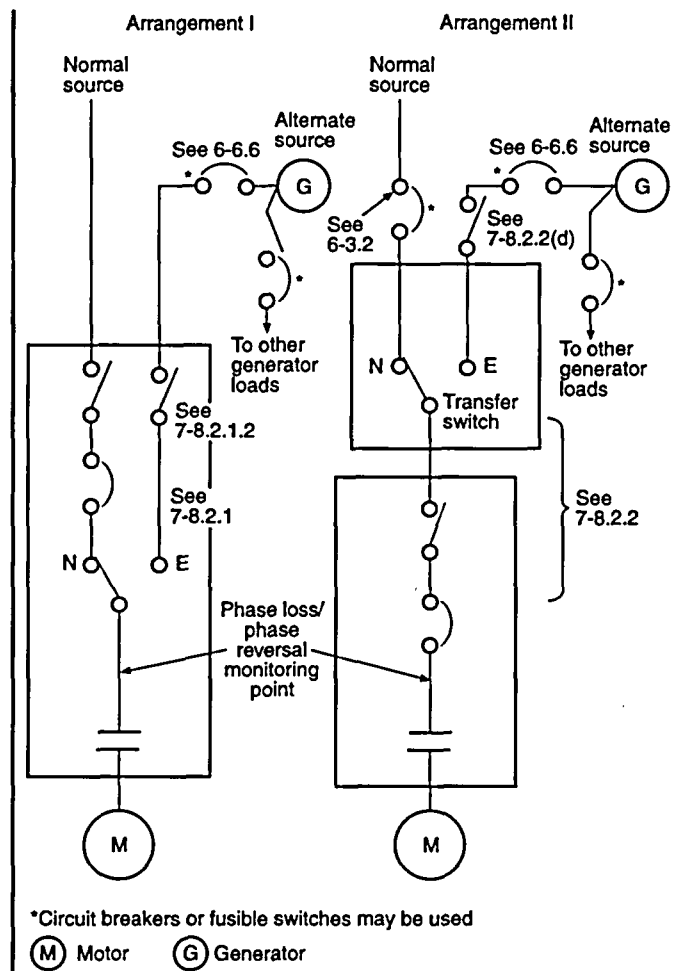 Arrangement I
Arrangement II
Normal
source
Alternate
source
See 6-6.6
*
G
*
To other
generator
loads
See
7-8.2.1.2
See
7-8.2.1
N
E
Normal
source
Alternate
source
See 6-6.6
*
G
See
6-3.2
*
See
7-8.2.2(d)
*
To other
generator
loads
N
E
Transfer
switch
See
7-8.2.2
Phase loss/
phase
reversal
monitoring
point
M
M
*Circuit breakers or fusible switches may be used
M Motor
G Generator